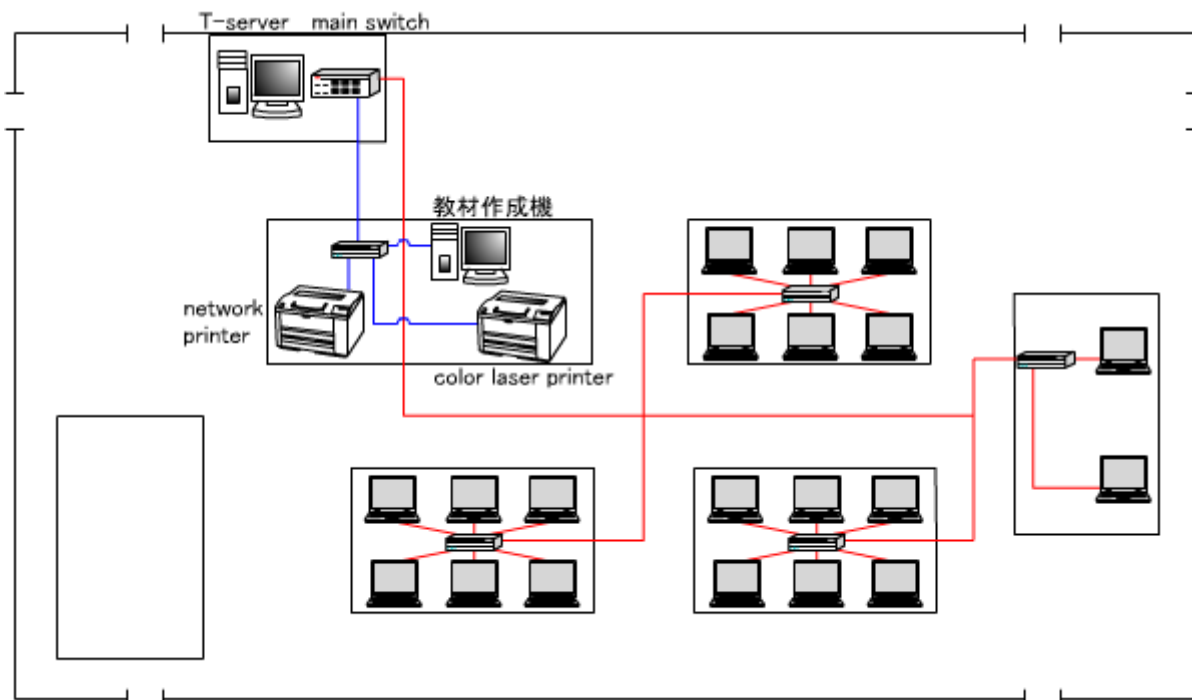 T-server main switch
教材作成機
network
printer
color laser printer